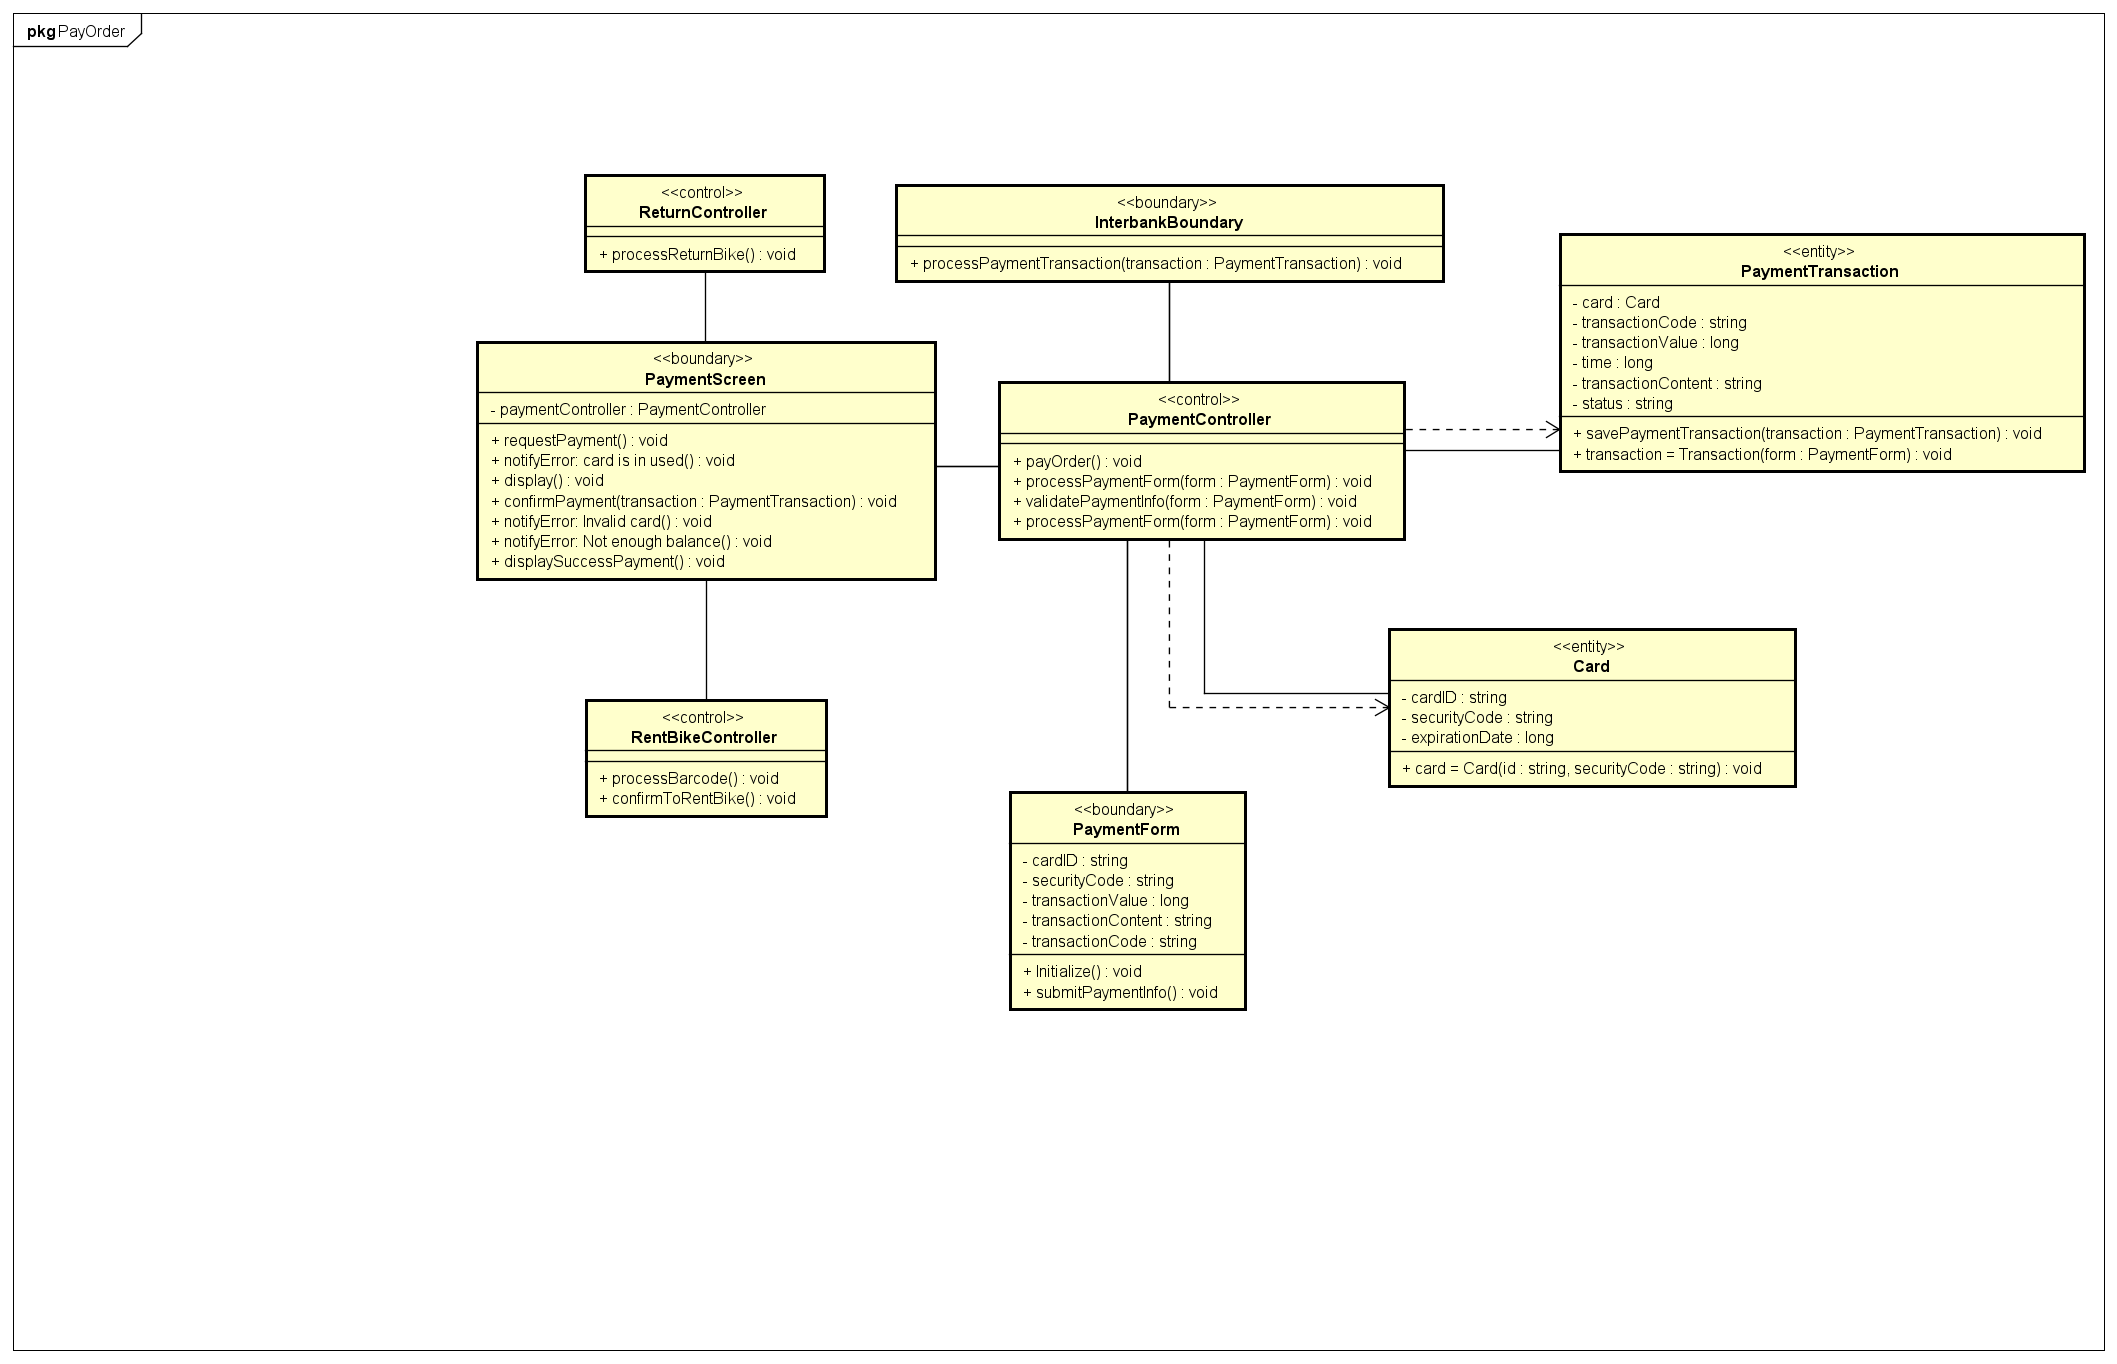 pkg PayOrder
<<control>>
ReturnController
+ processReturnBike() : void
<<boundary>>
InterbankBoundary
+ processPaymentTransaction(transaction : PaymentTransaction) : void
<<entity>>
PaymentTransaction
- card : Card
- transactionCode : string
- transactionValue : long
- time : long
- transactionContent : string
- status : string
+ savePaymentTransaction(transaction : PaymentTransaction) : void
+ transaction = Transaction(form : PaymentForm) : void
<<boundary>>
PaymentScreen
- paymentController : PaymentController
+ requestPayment() : void
+ notifyError: card is in used() : void
+ display() : void
+ confirmPayment(transaction : PaymentTransaction) : void
+ notifyError: Invalid card() : void
+ notifyError: Not enough balance() : void
+ displaySuccessPayment() : void
<<control>>
PaymentController
+ payOrder() : void
+ processPaymentForm(form : PaymentForm) : void
+ validatePaymentInfo(form : PaymentForm) : void
+ processPaymentForm(form : PaymentForm) : void
<<entity>>
Card
- cardID : string
- securityCode : string
- expirationDate : long
+ card = Card(id : string, securityCode : string) : void
<<control>>
RentBikeController
+ processBarcode() : void
+ confirmToRentBike() : void
<<boundary>>
PaymentForm
- cardID : string
- securityCode : string
- transactionValue : long
- transactionContent : string
- transactionCode : string
+ Initialize() : void
+ submitPaymentInfo() : void